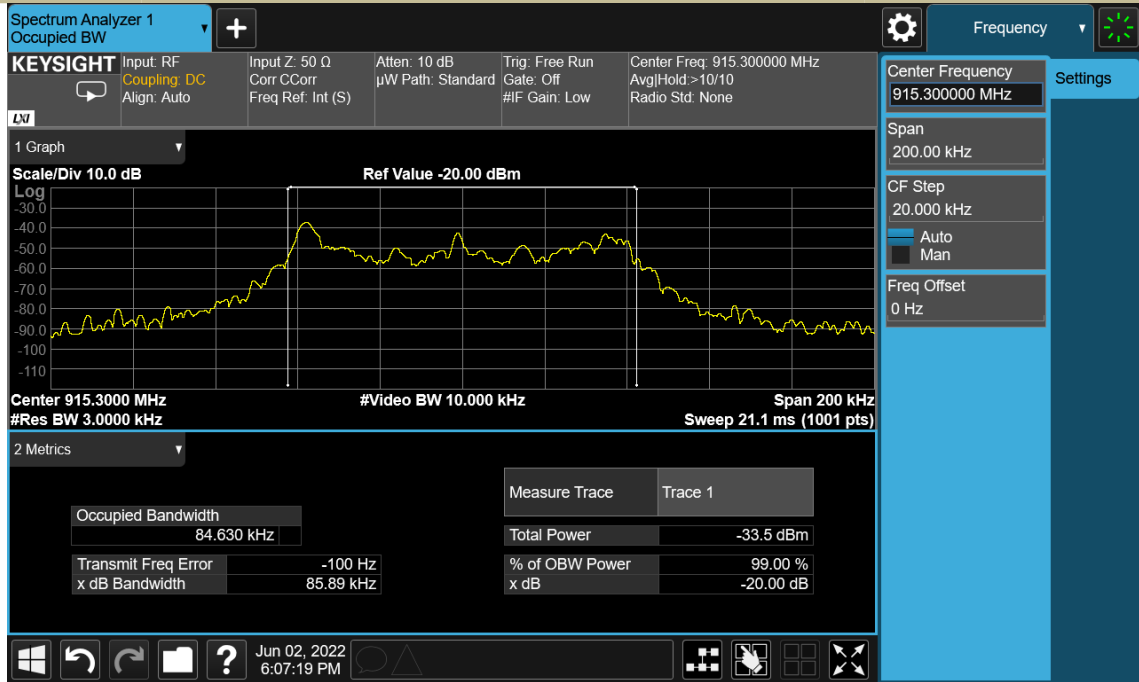 Spectrum Analyzer 1
Occupied BW
Frequency
KEYSIGHT
LXI
Input: RF
Coupling: DC
Align: Auto
Input Z: 50 Ω
Corr CCorr
Freq Ref: Int (S)
Atten: 10 dB
µW Path: Standard
Trig: Free Run
Gate: Off
#IF Gain: Low
Center Freq: 915.300000 MHz
Avg|Hold:>10/10
Radio Std: None
Center Frequency
915.300000 MHz
Settings
Span
200.00 kHz
CF Step
20.000 kHz
Auto
Man
Freq Offset
0 Hz
1 Graph
Scale/Div 10.0 dB
Ref Value -20.00 dBm
Log
-30.0
-40.0
-50.0
-60.0
-70.0
-80.0
-90.0
-100
-110
Center 915.3000 MHz
#Video BW 10.000 kHz
Span 200 kHz
#Res BW 3.0000 kHz
Sweep 21.1 ms (1001 pts)
2 Metrics
Measure Trace
Trace 1
Occupied Bandwidth
84.630 kHz
Total Power
-33.5 dBm
Transmit Freq Error
-100 Hz
% of OBW Power
99.00 %
x dB Bandwidth
85.89 kHz
x dB
-20.00 dB
?
Jun 02, 2022
6:07:19 PM